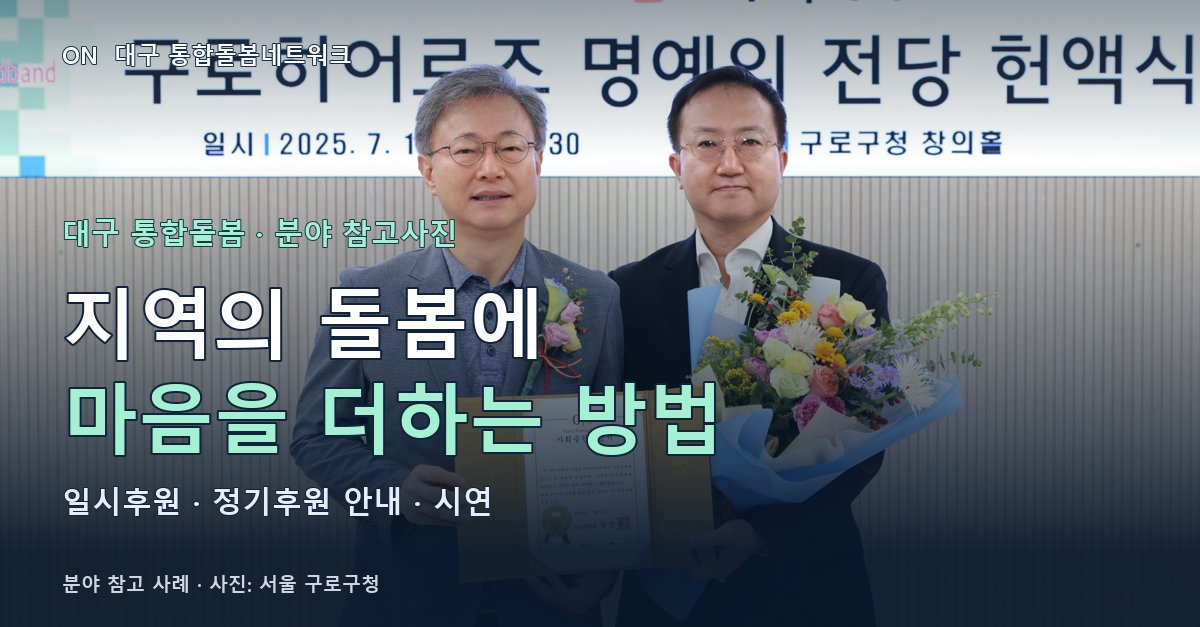 ON 대구 통합돌봄네트워크
dband
구로히어로즈 명예의 전당 헌액식
일시 2025. 7. 1 30
구로구청 창의홀
대구 통합돌봄 · 분야 참고사진
지역의 돌봄에
마음을 더하는 방법
일시후원 · 정기후원 안내 · 시연
분야 참고 사례 · 사진: 서울 구로구청